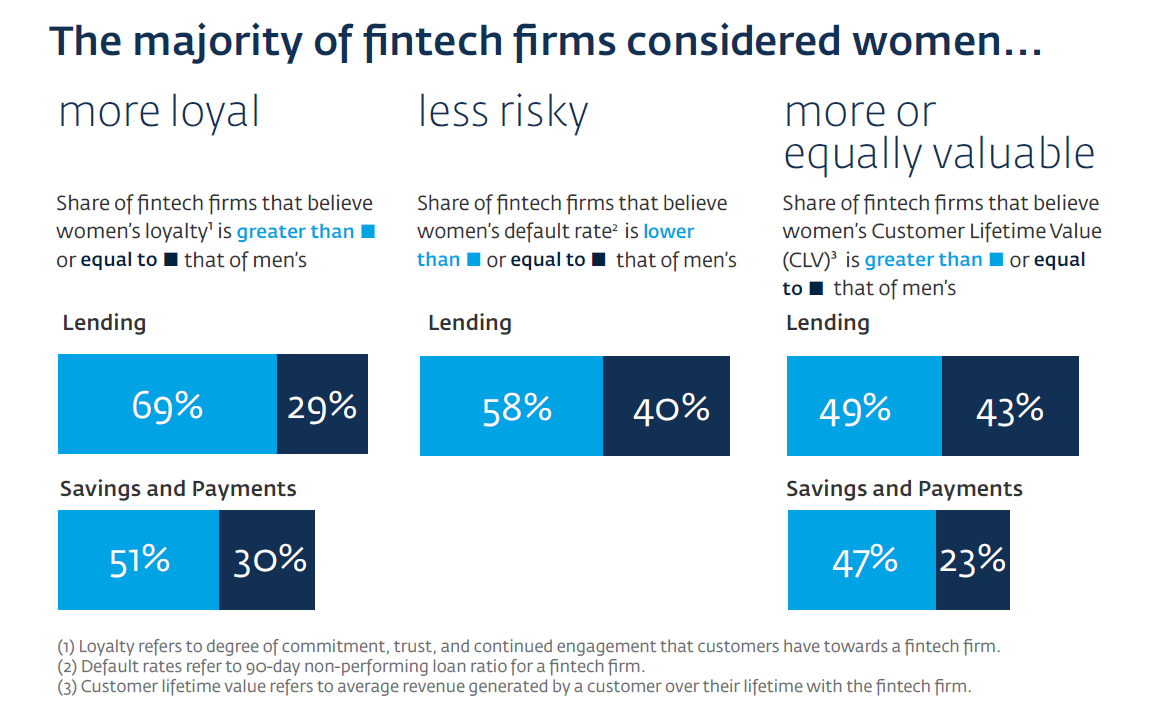 The majority of fintech firms considered women...
more loyal
Share of fintech firms that believe
women's loyalty¹ is greater than ■
or equal to ■ that of men's
Lending
69% 29%
Savings and Payments
51% 30%
less risky
Share of fintech firms that believe
women's default rate² is lower
than ■ or equal to ■ that of men's
Lending
58% 40%
more or
equally valuable
Share of fintech firms that believe
women's Customer Lifetime Value
(CLV)³ is greater than ■ or equal
to ■ that of men's
Lending
49% 43%
Savings and Payments
47% 23%
(1) Loyalty refers to degree of commitment, trust, and continued engagement that customers have towards a fintech firm.
(2) Default rates refer to 90-day non-performing loan ratio for a fintech firm.
(3) Customer lifetime value refers to average revenue generated by a customer over their lifetime with the fintech firm.